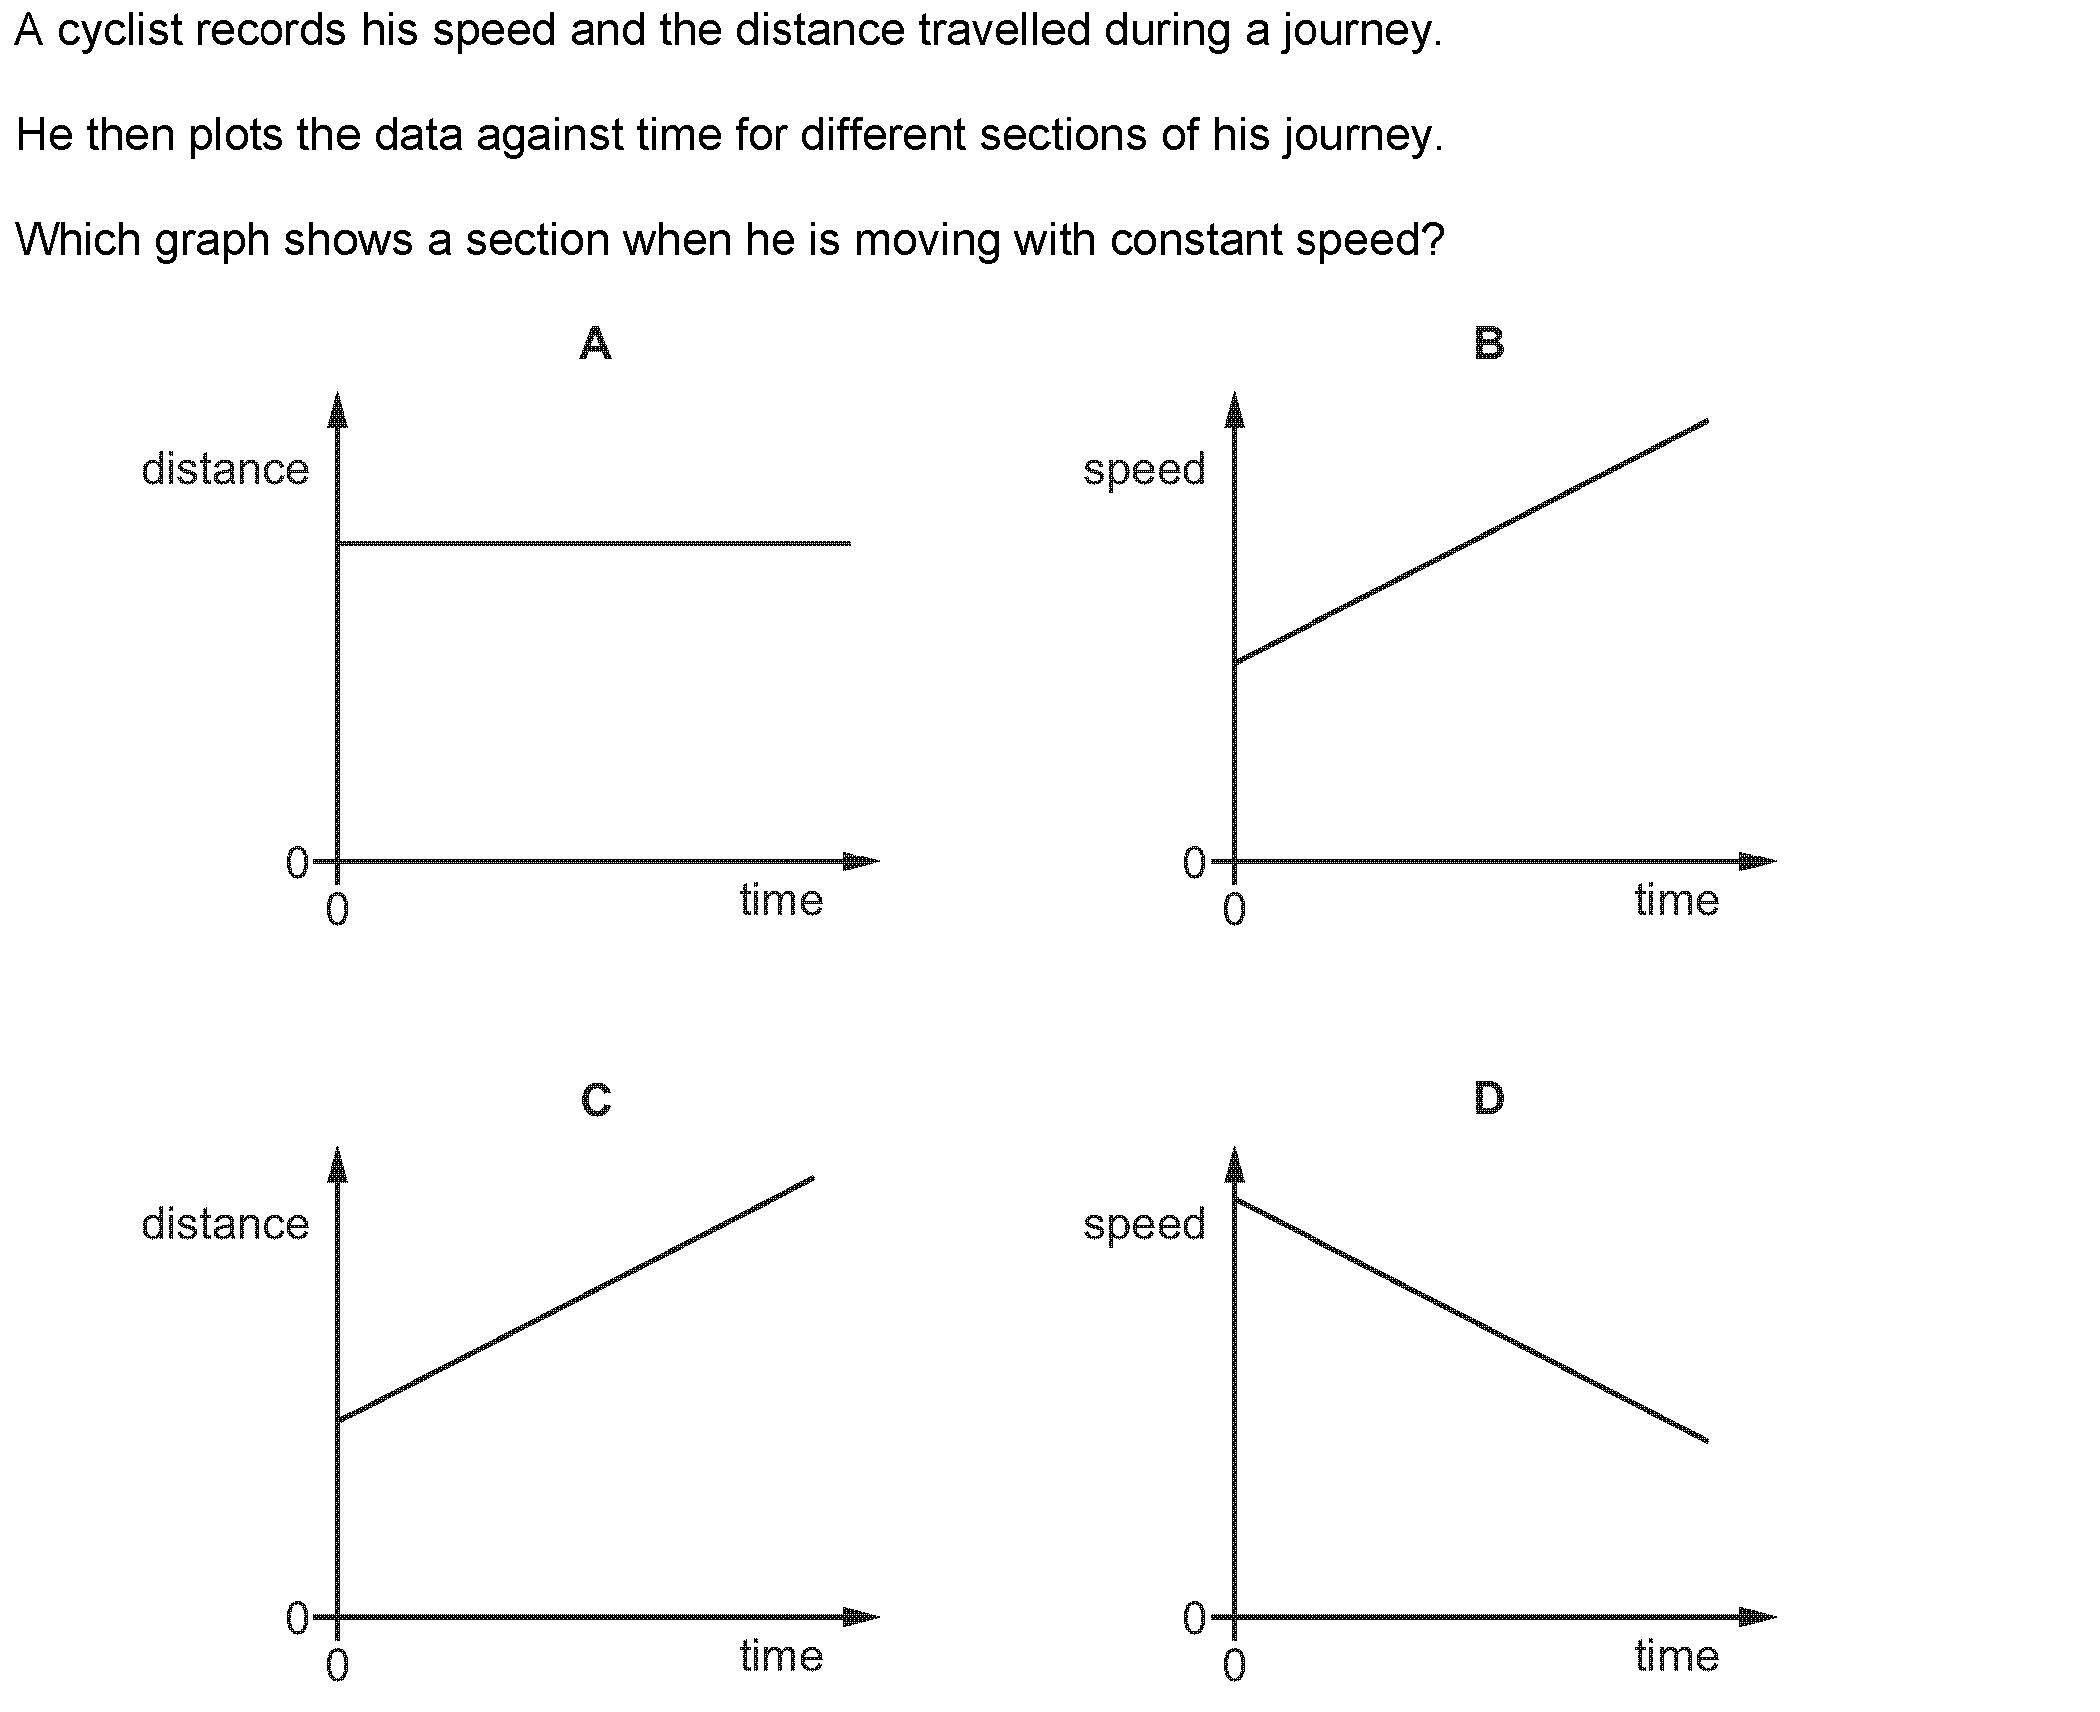 A cyclist records his speed and the distance travelled during a journey.
He then plots the data against time for different sections of his journey.
Which graph shows a section when he is moving with constant speed?
A
distance
0
0
time
B
speed
0
0
time
C
distance
0
0
time
D
speed
0
0
time